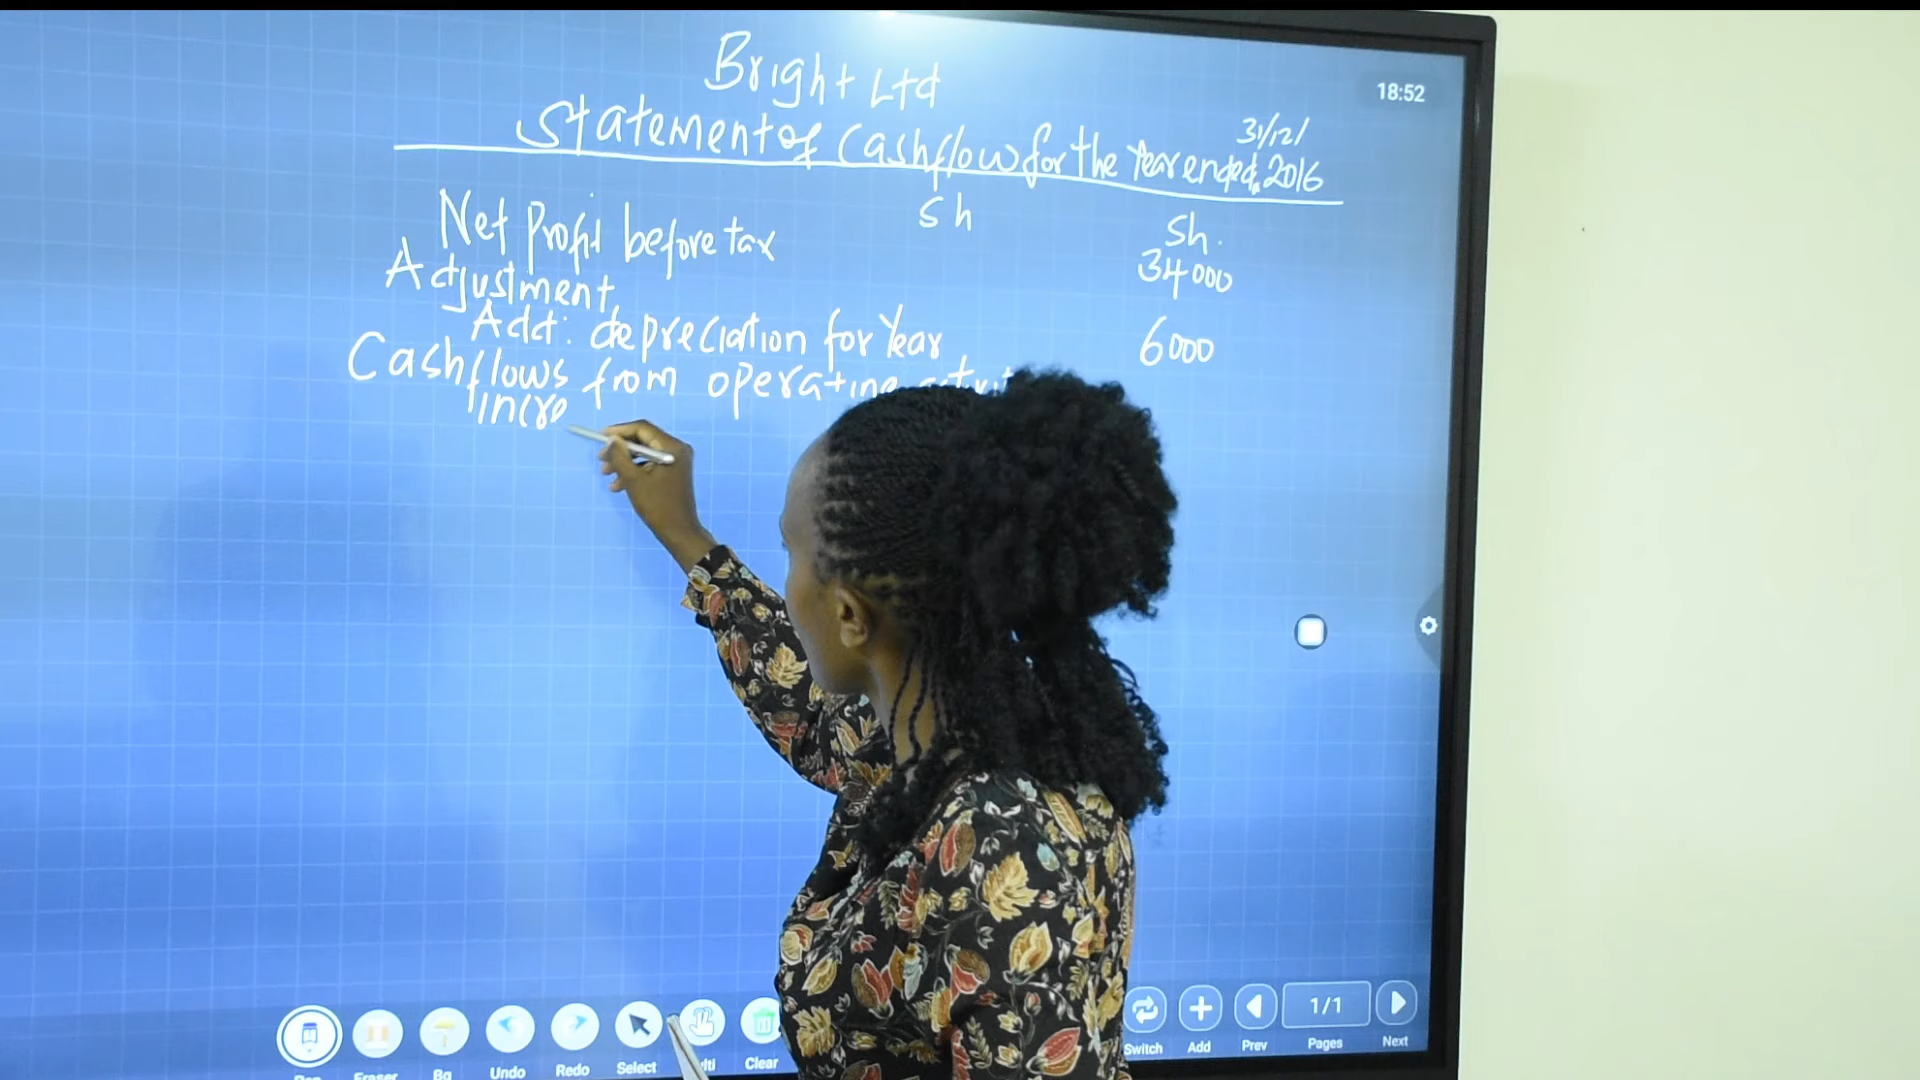 18:52
Bright Ltd
Statement of Cashflow for the Year ended 31/12/2016
sh
sh.
Net Profit before tax
34000
Adjustment
Add: depreciation for Year
6000
Cashflows from operating
incre
Eraser
Undo
Redo
Select
Clear
Switch
Add
Prev
1/1
Pages
Next